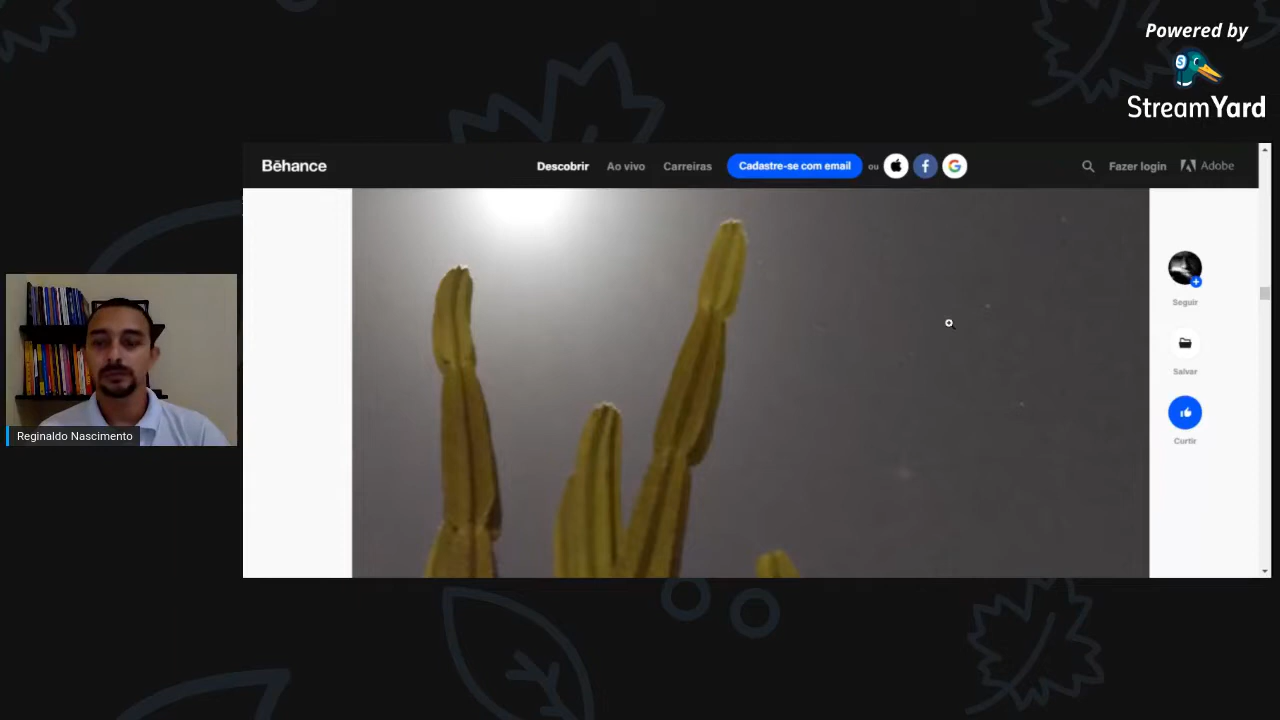 Powered by
StreamYard
Bēhance
Descobrir
Ao vivo
Carreiras
Cadastre-se com email
ou
Fazer login
Adobe
Seguir
Salvar
Curtir
Reginaldo Nascimento